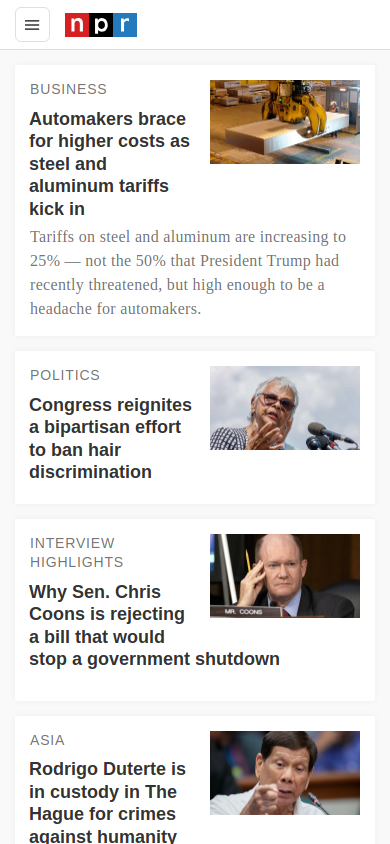 npr
BUSINESS
Automakers brace
for higher costs as
steel and
aluminum tariffs
kick in
Tariffs on steel and aluminum are increasing to
25% — not the 50% that President Trump had
recently threatened, but high enough to be a
headache for automakers.
POLITICS
Congress reignites
a bipartisan effort
to ban hair
discrimination
INTERVIEW
HIGHLIGHTS
MR. COONS
Why Sen. Chris
Coons is rejecting
a bill that would
stop a government shutdown
ASIA
Rodrigo Duterte is
in custody in The
Hague for crimes
against humanity